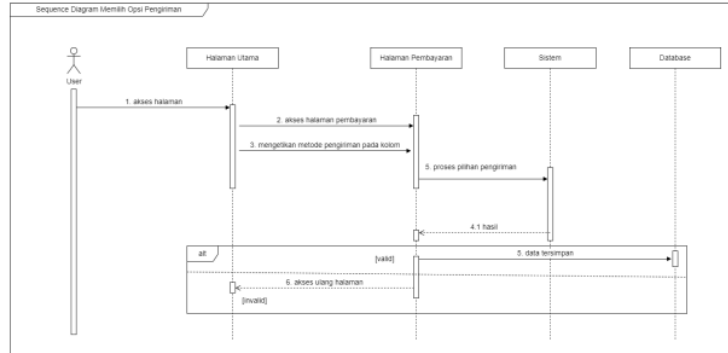 Sequence Diagram Memilih Opsi Pengiriman
User
Halaman Utama
Halaman Pembayaran
Sistem
Database
1. akses halaman
2. akses halaman pembayaran
3. mengetikan metode pengiriman pada kolom
5. proses pilihan pengiriman
4.1 hasil
alt
[valid]
5. data tersimpan
6. akses ulang halaman
[invalid]